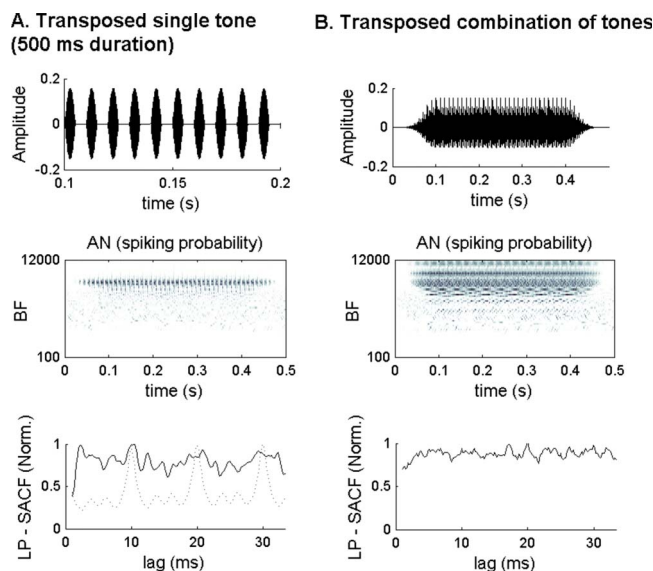 A. Transposed single tone
(500 ms duration)
B. Transposed combination of tones
0.2
0
-0.2
Amplitude
0.1
0.15
0.2
time (s)
0.2
0
-0.2
Amplitude
0
0.1
0.2
0.3
0.4
time (s)
AN (spiking probability)
12000
BF
100
0
0.1
0.2
0.3
0.4
0.5
time (s)
AN (spiking probability)
12000
BF
100
0
0.1
0.2
0.3
0.4
0.5
time (s)
LP - SACF (Norm.)
1
0.5
0
0
10
20
30
lag (ms)
LP - SACF (Norm.)
1
0.5
0
0
10
20
30
lag (ms)